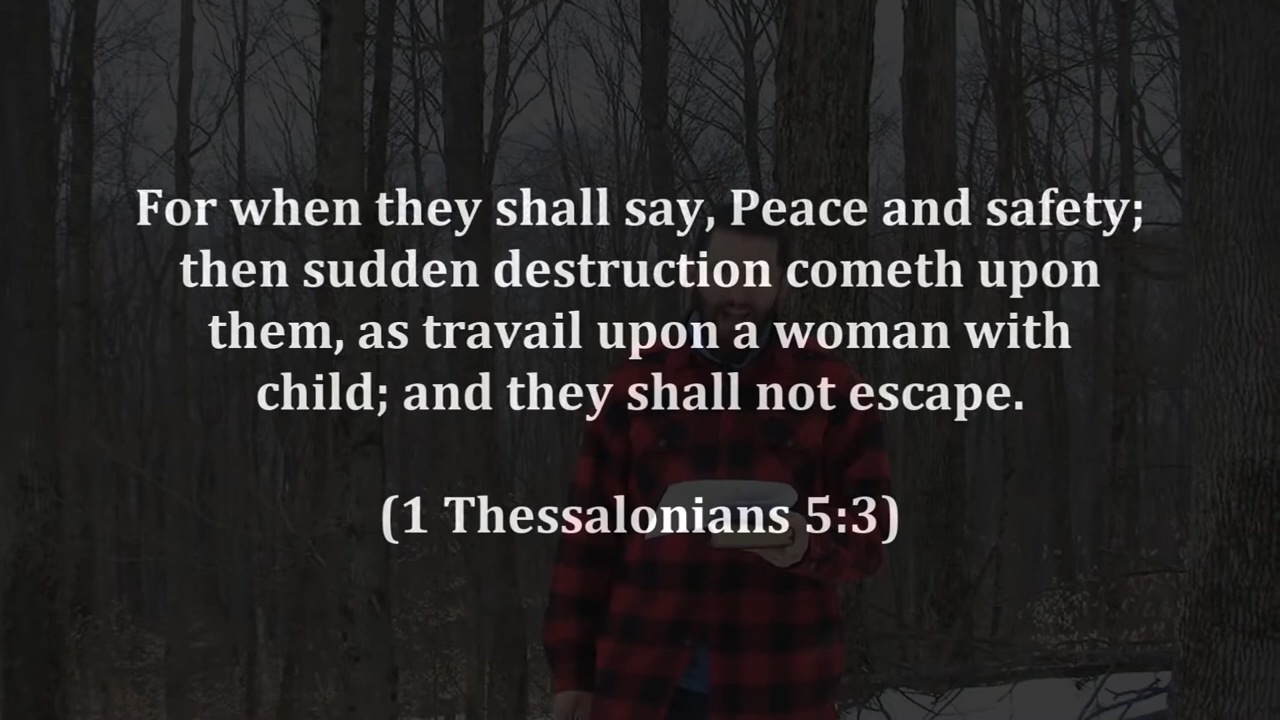 For when they shall say, Peace and safety;
then sudden destruction cometh upon
them, as travail upon a woman with
child; and they shall not escape.
(1 Thessalonians 5:3)